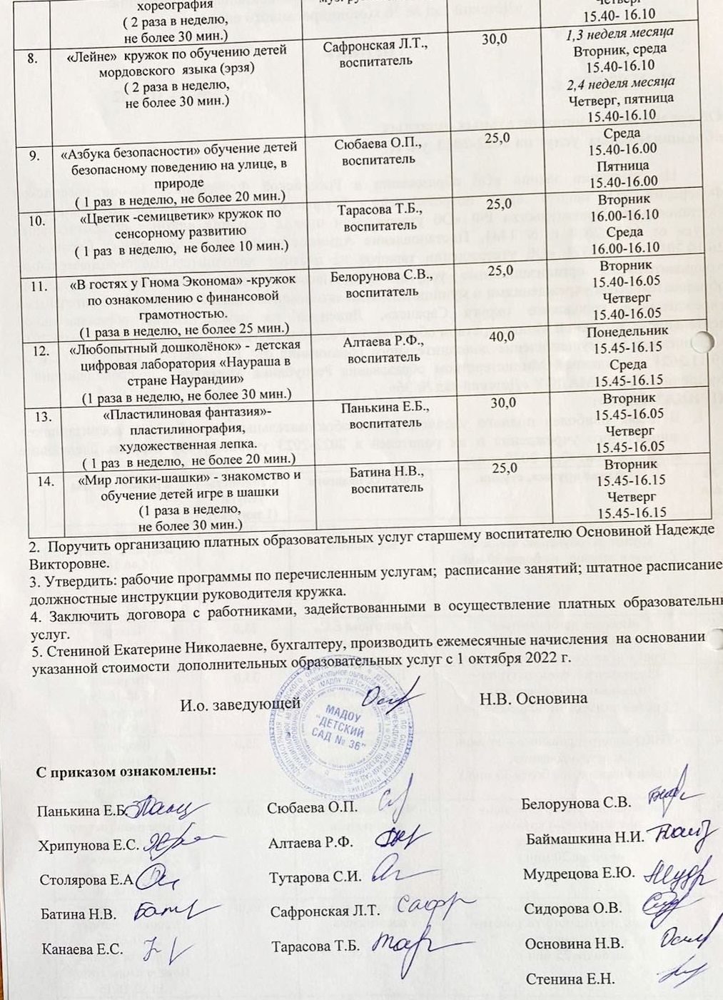 хореография
( 2 раза в неделю,
не более 30 мин.)
Четверг
15.40- 16.10
8.
«Лейне» кружок по обучению детей
мордовского языка (эрзя)
( 2 раза в неделю,
не более 30 мин.)
Сафронская Л.Т.,
воспитатель
30,0
1,3 неделя месяца
Вторник, среда
15.40-16.10
2,4 неделя месяца
Четверг, пятница
15.40-16.10
9.
«Азбука безопасности» обучение детей
безопасному поведению на улице, в
природе
( 1 раз в неделю, не более 20 мин.)
Сюбаева О.П.,
воспитатель
25,0
Среда
15.40-16.00
Пятница
15.40-16.00
10.
«Цветик -семицветик» кружок по
сенсорному развитию
( 1 раз в неделю, не более 10 мин.)
Тарасова Т.Б.,
воспитатель
25,0
Вторник
16.00-16.10
Среда
16.00-16.10
11.
«В гостях у Гнома Эконома» -кружок
по ознакомлению с финансовой
грамотностью.
(1 раза в неделю, не более 25 мин.)
Белорунова С.В.,
воспитатель
25,0
Вторник
15.40-16.05
Четверг
15.40-16.05
12.
«Любопытный дошколёнок» - детская
цифровая лаборатория «Наураша в
стране Наурандии»
(1 раза в неделю, не более 30 мин.)
Алтаева Р.Ф.,
воспитатель
40,0
Понедельник
15.45-16.15
Среда
15.45-16.15
13.
«Пластилиновая фантазия»-
пластилинография,
художественная лепка.
( 1 раз в неделю, не более 20 мин.)
Панькина Е.Б.,
воспитатель
30,0
Вторник
15.45-16.05
Четверг
15.45-16.05
14.
«Мир логики-шашки» - знакомство и
обучение детей игре в шашки
(1 раза в неделю,
не более 30 мин.)
Батина Н.В.,
воспитатель
25,0
Вторник
15.45-16.15
Четверг
15.45-16.15
2. Поручить организацию платных образовательных услуг старшему воспитателю Основиной Надежде
Викторовне.
3. Утвердить: рабочие программы по перечисленным услугам; расписание занятий; штатное расписание
должностные инструкции руководителя кружка.
4. Заключить договора с работниками, задействованными в осуществление платных образовательны
услуг.
5. Стениной Екатерине Николаевне, бухгалтеру, производить ежемесячные начисления на основании
указанной стоимости дополнительных образовательных услуг с 1 октября 2022 г.
И.о. заведующей
Н.В. Основина
МАДОУ
"ДЕТСКИЙ
САД № 36"
С приказом ознакомлены:
Панькина Е.Б.
Сюбаева О.П.
Белорунова С.В.
Хрипунова Е.С.
Алтаева Р.Ф.
Баймашкина Н.И.
Столярова Е.А
Тутарова С.И.
Мудрецова Е.Ю.
Батина Н.В.
Сафронская Л.Т.
Сидорова О.В.
Канаева Е.С.
Тарасова Т.Б.
Основина Н.В.
Стенина Е.Н.